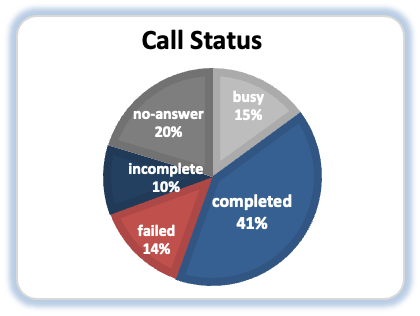 Call Status
busy
15%
completed
41%
failed
14%
incomplete
10%
no-answer
20%